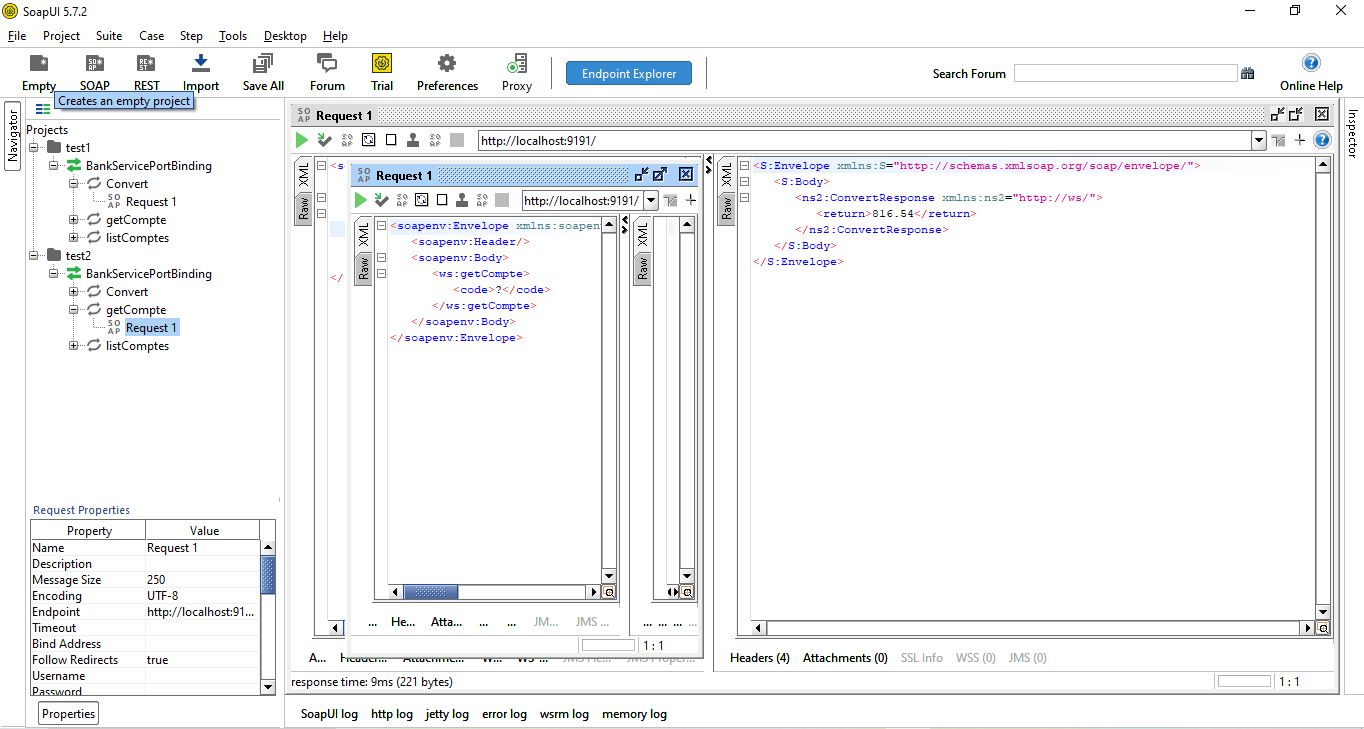 SoapUI 5.7.2
File Project Suite Case Step Tools Desktop Help
Empty SOAP REST Import Save All Forum Trial Preferences Proxy Endpoint Explorer Search Forum Online Help
Creates an empty project
Navigator
Projects
test1
BankServicePortBinding
Convert
SO AP Request 1
getCompte
listComptes
test2
BankServicePortBinding
Convert
getCompte
SO AP Request 1
listComptes
Request Properties
Property Value
Name Request 1
Description
Message Size 250
Encoding UTF-8
Endpoint http://localhost:91...
Timeout
Bind Address
Follow Redirects true
Username
Password
Properties
SO AP Request 1
http://localhost:9191/
XML
Raw
<s
</
SO AP Request 1
http://localhost:9191/
XML
Raw
<soapenv:Envelope xmlns:soapen
<soapenv:Header/>
<soapenv:Body>
<ws:getCompte>
<code>?</code>
</ws:getCompte>
</soapenv:Body>
</soapenv:Envelope>
XML
Raw
... He... Atta... ... ... JM... JMS ... ... ... ... ...
1 : 1
XML
Raw
<S:Envelope xmlns:S="http://schemas.xmlsoap.org/soap/envelope/">
<S:Body>
<ns2:ConvertResponse xmlns:ns2="http://ws/">
<return>816.54</return>
</ns2:ConvertResponse>
</S:Body>
</S:Envelope>
A...
Headers (4) Attachments (0) SSL Info WSS (0) JMS (0)
response time: 9ms (221 bytes)
1 : 1
SoapUI log http log jetty log error log wsrm log memory log
Inspector